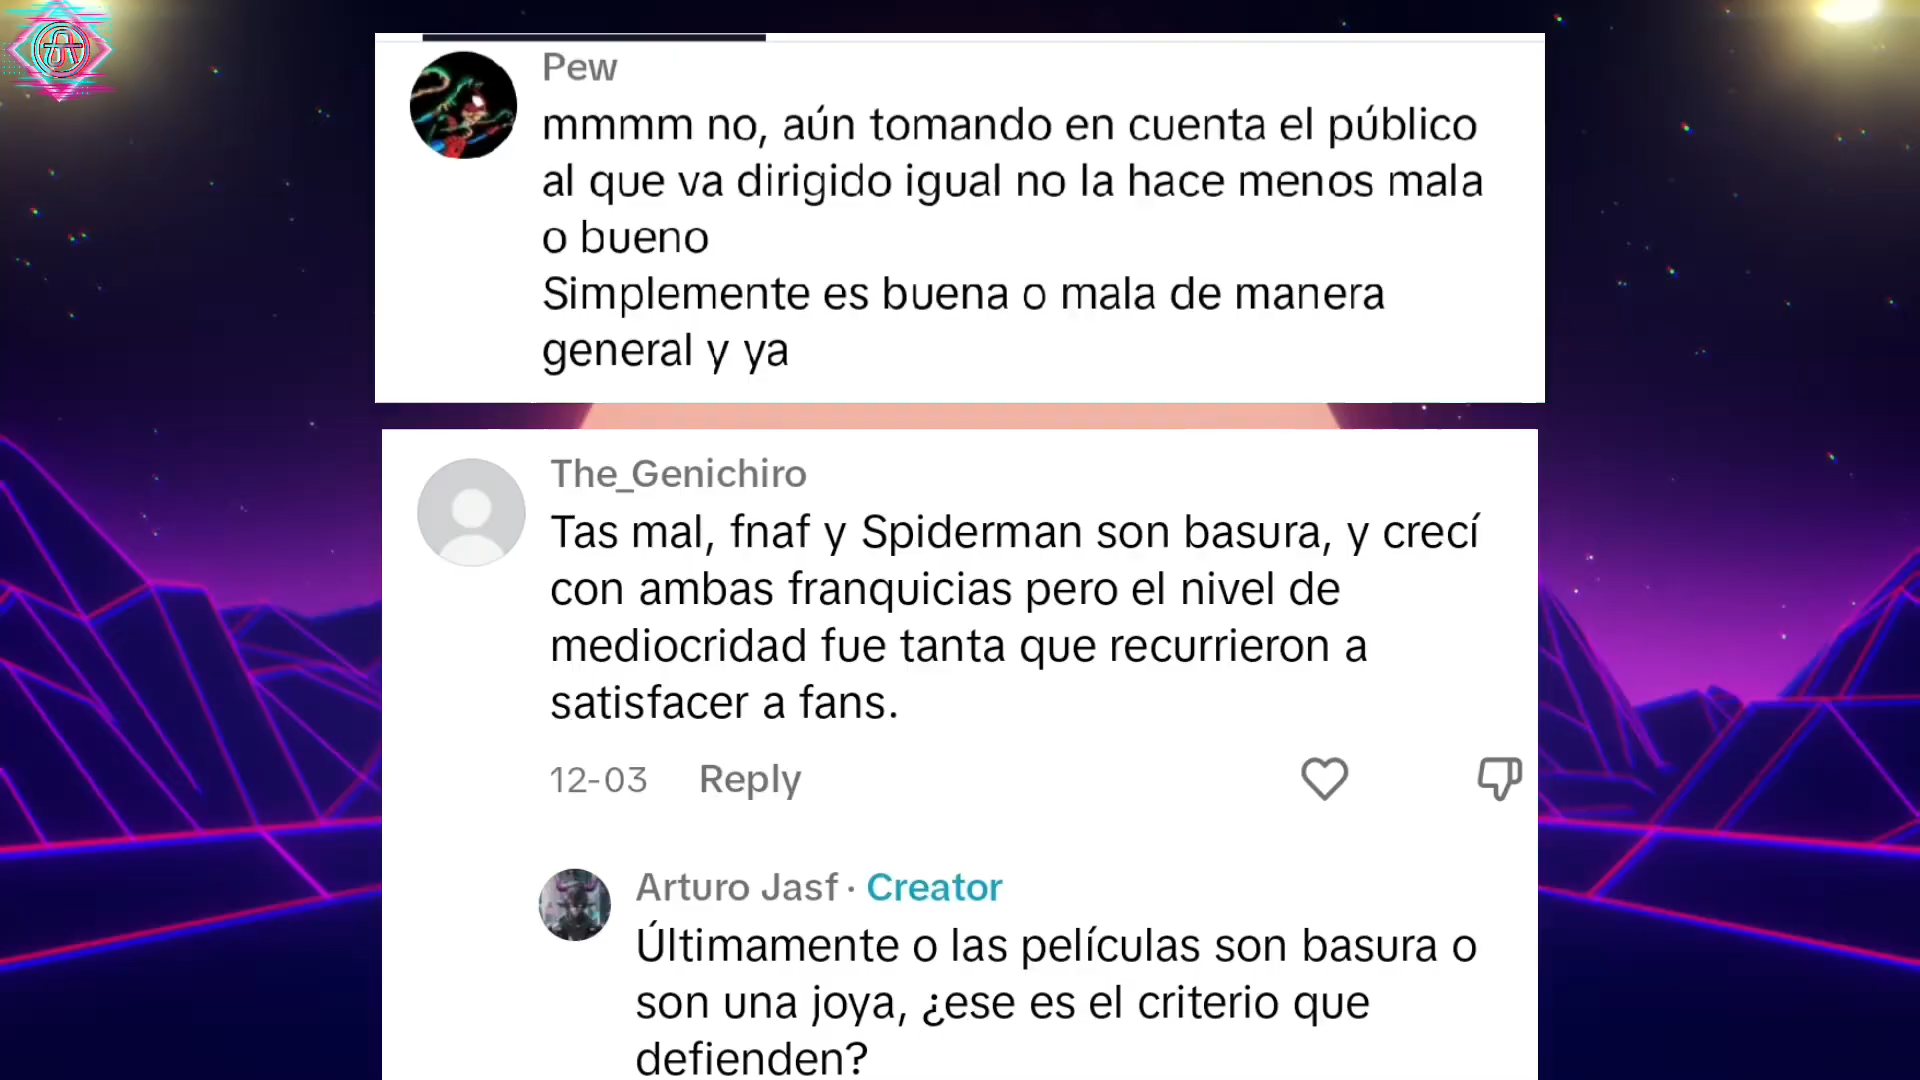 Pew
mmmm no, aún tomando en cuenta el público
al que va dirigido igual no la hace menos mala
o bueno
Simplemente es buena o mala de manera
general y ya
The_Genichiro
Tas mal, fnaf y Spiderman son basura, y crecí
con ambas franquicias pero el nivel de
mediocridad fue tanta que recurrieron a
satisfacer a fans.
12-03 Reply
Arturo Jasf · Creator
Últimamente o las películas son basura o
son una joya, ¿ese es el criterio que
defienden?